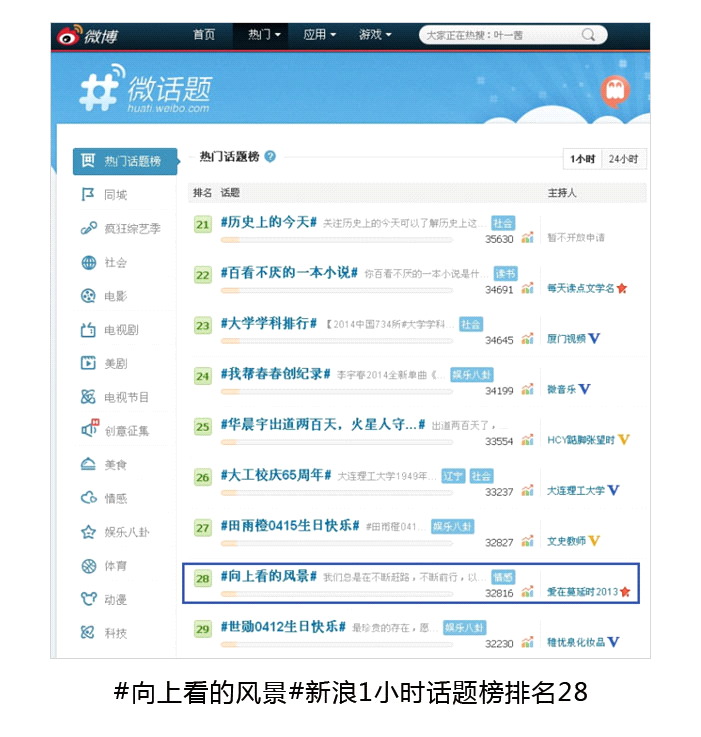 微博 首页 热门 应用 游戏 大家正在热搜：叶一茜
#微话题
huati.weibo.com
热门话题榜
同城
疯狂综艺季
社会
电影
电视剧
美剧
电视节目
创意征集
美食
情感
娱乐八卦
体育
动漫
科技
热门话题榜 ? 1小时 24小时
排名 话题 主持人
21 #历史上的今天# 关注历史上的今天可以了解历史上这... 社会
35630 暂不开放申请
22 #百看不厌的一本小说# 你百看不厌的一本小说是什... 读书
34691 每天读点文学名
23 #大学学科排行# 【2014中国734所#大学学科... 社会
34645 厦门视频 V
24 #我帮春春创纪录# 李宇春2014全新单曲《... 娱乐八卦
34199 微音乐 V
25 #华晨宇出道两百天，火星人守...# 出道两百天了，...
33554 HCY踮脚张望时 V
26 #大工校庆65周年# 大连理工大学1949年... 辽宁 社会
33237 大连理工大学 V
27 #田雨橙0415生日快乐# #田雨橙041... 娱乐八卦
32827 文史教师 V
28 #向上看的风景# 我们总是在不断赶路，不断前行，以... 情感
32816 爱在蔓延时2013
29 #世勋0412生日快乐# 最珍贵的存在，愿... 娱乐八卦
32230 雅忧泉化妆品 V
#向上看的风景#新浪1小时话题榜排名28